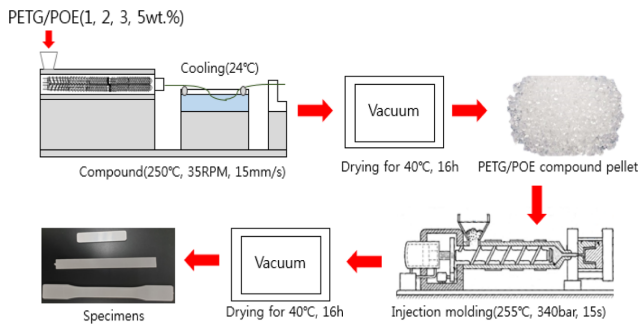 PETG/POE(1, 2, 3, 5wt.%)
Cooling(24℃)
Compound(250℃, 35RPM, 15mm/s)
Vacuum
Drying for 40℃, 16h
PETG/POE compound pellet
Injection molding(255℃, 340bar, 15s)
Vacuum
Drying for 40℃, 16h
Specimens